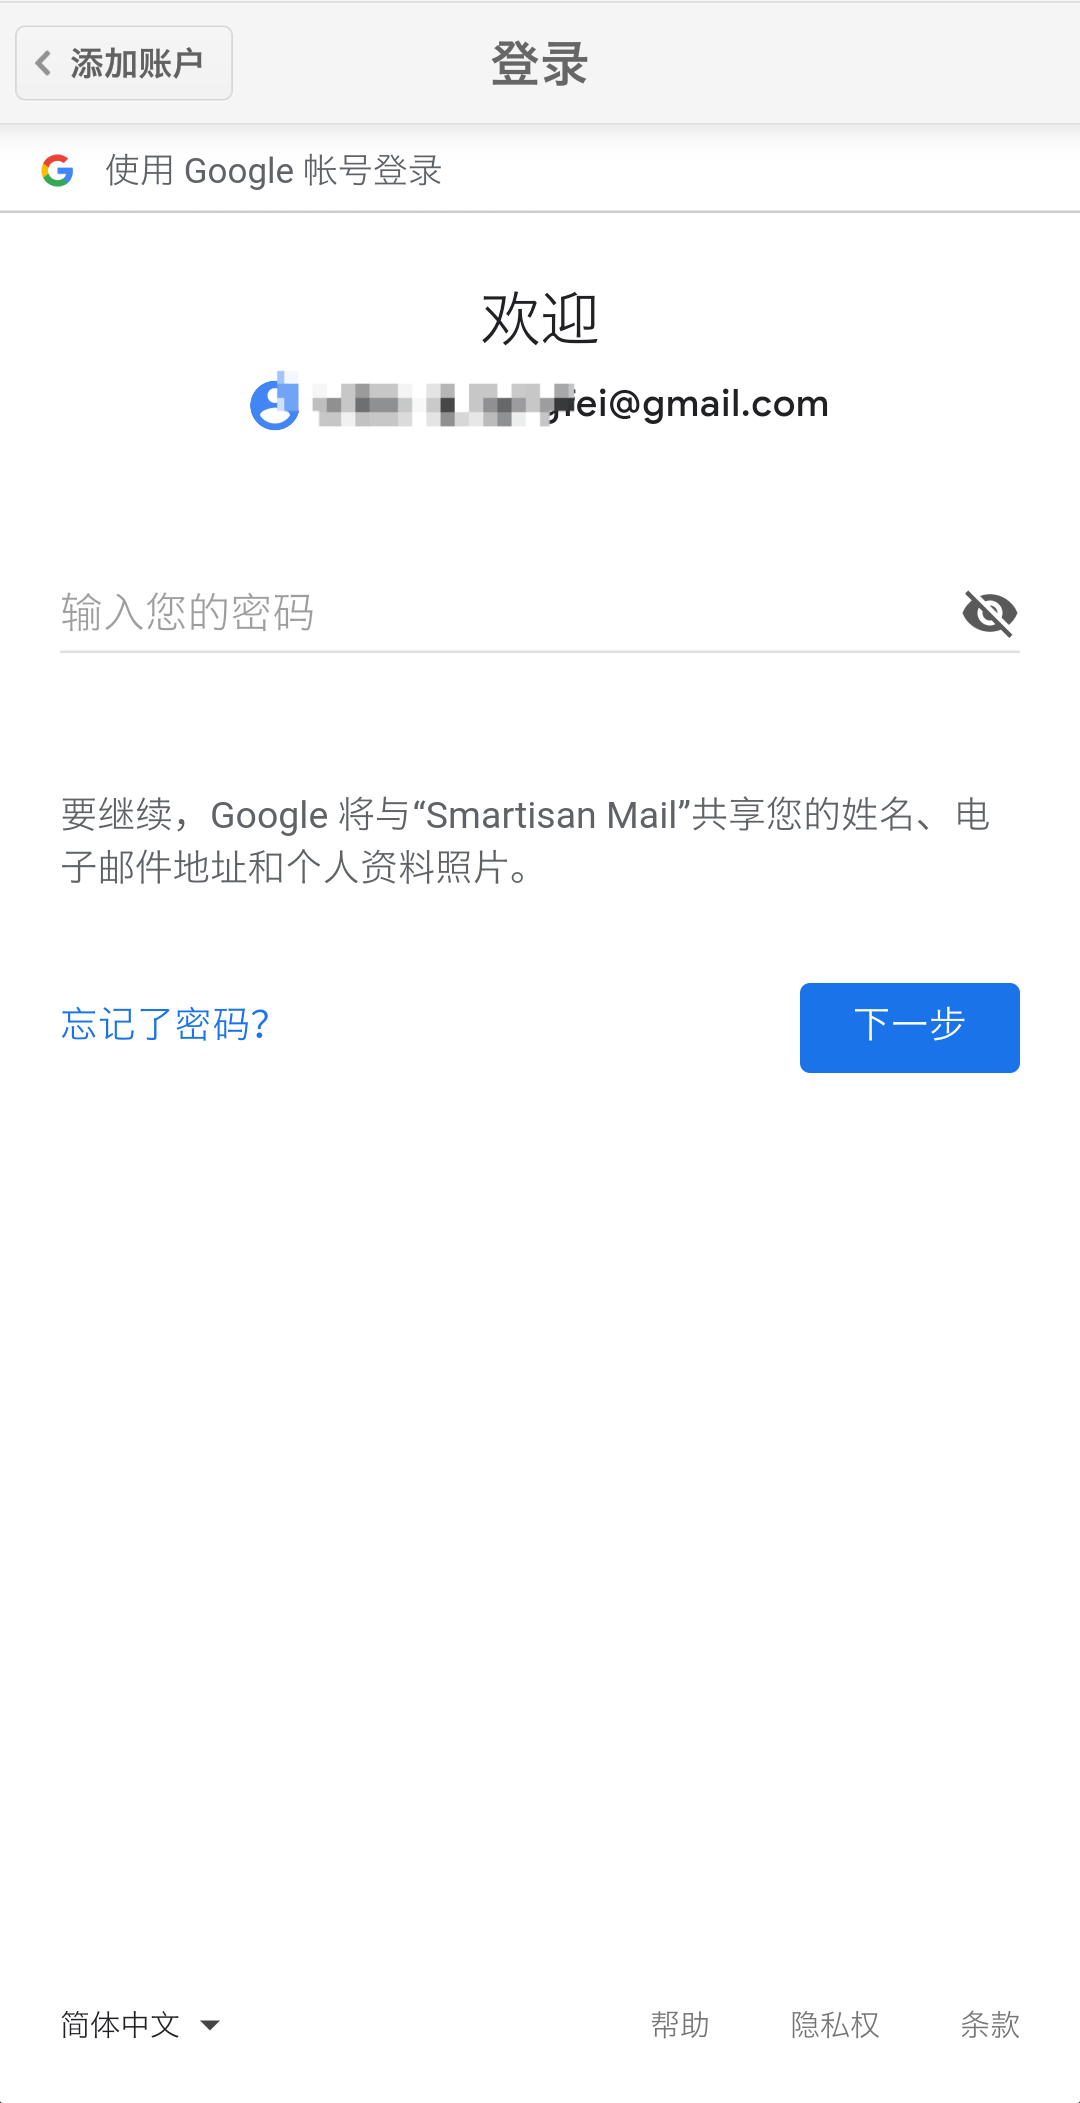 添加账户
登录
使用 Google 帐号登录
欢迎
ei@gmail.com
输入您的密码
要继续，Google 将与“Smartisan Mail”共享您的姓名、电
子邮件地址和个人资料照片。
忘记了密码？
下一步
简体中文
帮助 隐私权 条款